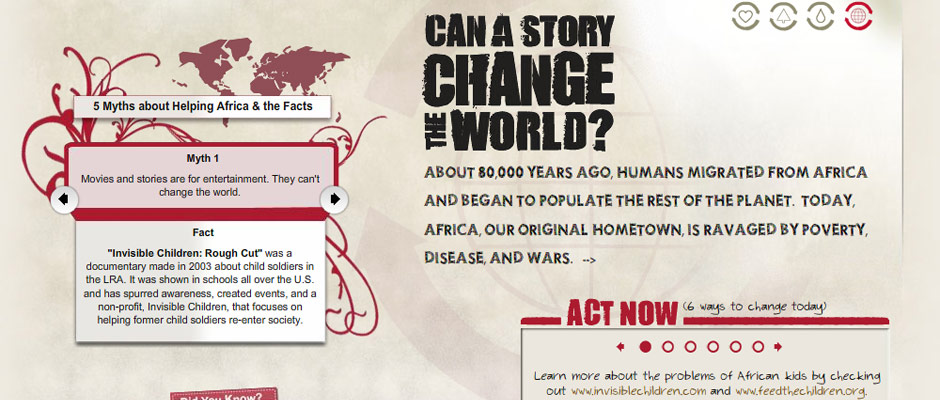 5 Myths about Helping Africa & the Facts
Myth 1
Movies and stories are for entertainment. They can't
change the world.
Fact
"Invisible Children: Rough Cut" was a
documentary made in 2003 about child soldiers in
the LRA. It was shown in schools all over the U.S.
and has spurred awareness, created events, and a
non-profit, Invisible Children, that focuses on
helping former child soldiers re-enter society.
Did You Know?
CAN A STORY
CHANGE
THE WORLD?
ABOUT 80,000 YEARS AGO, HUMANS MIGRATED FROM AFRICA
AND BEGAN TO POPULATE THE REST OF THE PLANET. TODAY,
AFRICA, OUR ORIGINAL HOMETOWN, IS RAVAGED BY POVERTY,
DISEASE, AND WARS. -->
ACT NOW (6 ways to change today)
Learn more about the problems of African kids by checking
out www.invisiblechildren.com and www.feedthechildren.org.